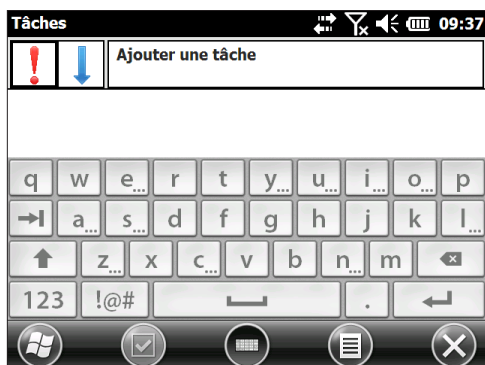 Tâches 09:37
Ajouter une tâche
q w e... r t y... u... i... o... p
a... s... d f g h j k l...
z... x c... v b n... m
123 !@# .